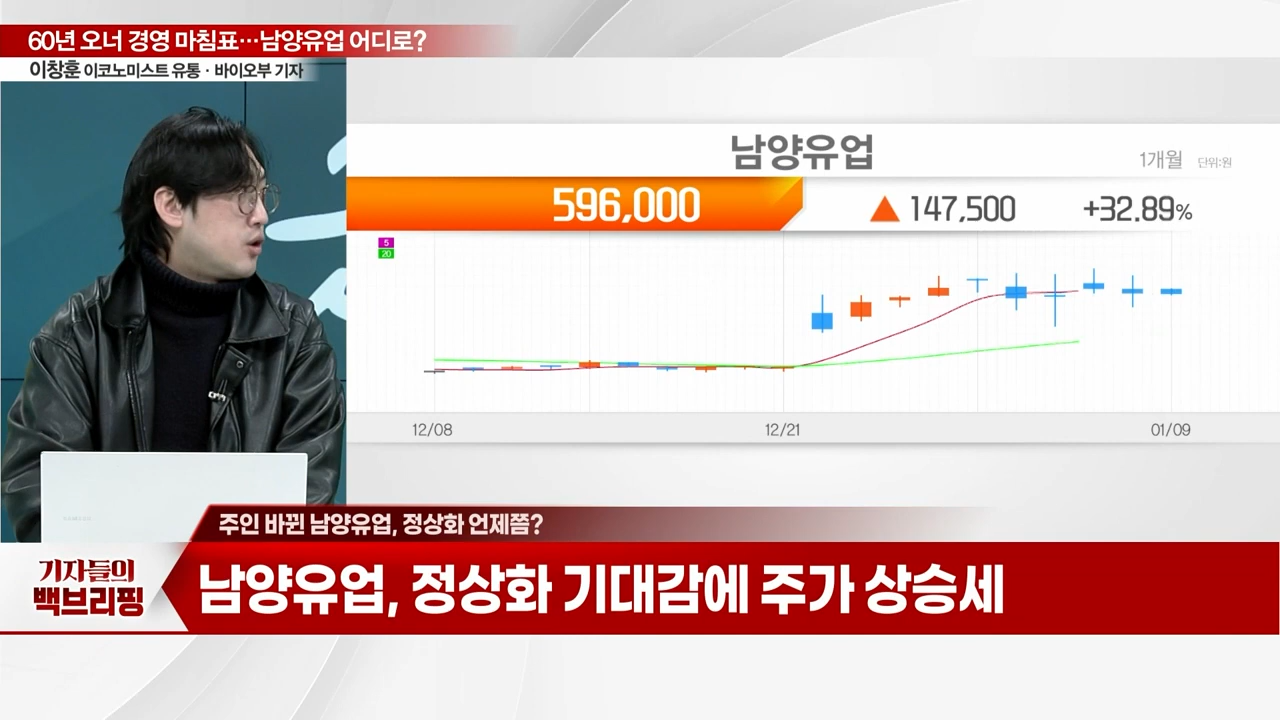 60년 오너 경영 마침표…남양유업 어디로?
이창훈 이코노미스트 유통 · 바이오부 기자
남양유업
1개월 단위:원
596,000 ▲ 147,500 +32.89%
5
20
12/08 12/21 01/09
주인 바뀐 남양유업, 정상화 언제쯤?
기자들의
백브리핑
남양유업, 정상화 기대감에 주가 상승세